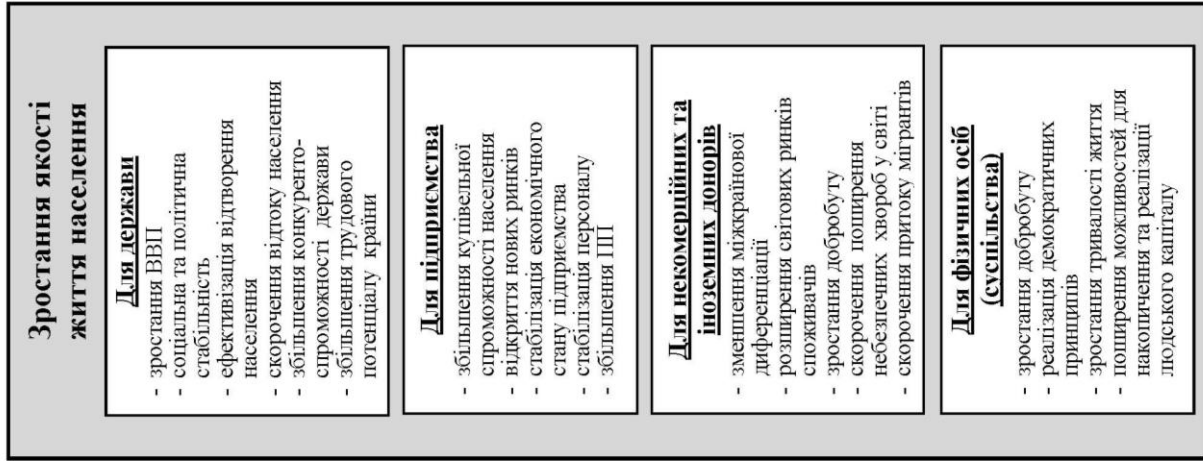 Зростання якості
життя населення
Для держави
- зростання ВВП
- соціальна та політична
стабільність
- ефективізація відтворення
населення
- скорочення відтоку населення
- збільшення конкуренто-
спроможності держави
- збільшення трудового
потенціалу країни
Для підприємства
- збільшення купівельної
спроможності населення
- відкриття нових ринків
- стабілізація економічного
стану підприємства
- стабілізація персоналу
- збільшення ПП
Для некомерційних та
іноземних донорів
- зменшення міжкраїнової
диференціації
- розширення світових ринків
споживачів
- зростання добробуту
- скорочення поширення
небезпечних хвороб у світі
- скорочення притоку мігрантів
Для фізичних осіб
(суспільства)
- зростання добробуту
- реалізація демократичних
принципів
- зростання тривалості життя
- поширення можливостей для
накопичення та реалізації
людського капіталу